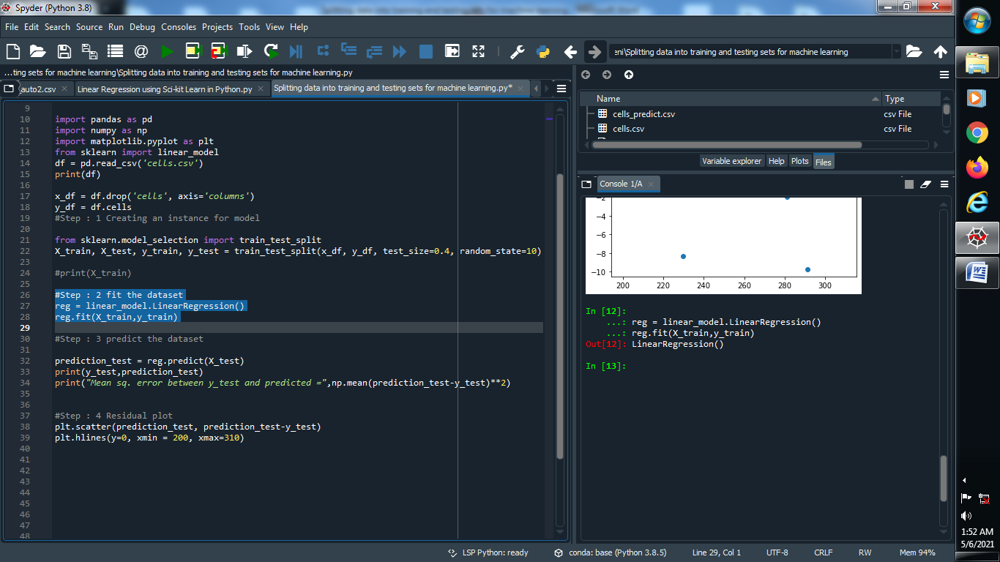 Spyder (Python 3.8)
File Edit Search Source Run Debug Consoles Projects Tools View Help
:ni\Splitting data into training and testing sets for machine learning
...ting sets for machine learning\Splitting data into training and testing sets for machine learning.py
auto2.csv Linear Regression using Sci-kit Learn in Python.py Splitting data into training and testing sets for machine learning.py*
9
10 import pandas as pd
11 import numpy as np
12 import matplotlib.pyplot as plt
13 from sklearn import linear_model
14 df = pd.read_csv('cells.csv')
15 print(df)
16
17 x_df = df.drop('cells', axis='columns')
18 y_df = df.cells
19 #Step : 1 Creating an instance for model
20
21 from sklearn.model_selection import train_test_split
22 X_train, X_test, y_train, y_test = train_test_split(x_df, y_df, test_size=0.4, random_state=10)
23
24 #print(X_train)
25
26 #Step : 2 fit the dataset
27 reg = linear_model.LinearRegression()
28 reg.fit(X_train,y_train)
29
30 #Step : 3 predict the dataset
31
32 prediction_test = reg.predict(X_test)
33 print(y_test,prediction_test)
34 print("Mean sq. error between y_test and predicted =",np.mean(prediction_test-y_test)**2)
35
36
37 #Step : 4 Residual plot
38 plt.scatter(prediction_test, prediction_test-y_test)
39 plt.hlines(y=0, xmin = 200, xmax=310)
40
41
42
43
44
45
46
47
48
Name Type
cells_predict.csv csv File
cells.csv csv File
Variable explorer Help Plots Files
Console 1/A
−2
−4
−6
−8
−10
200 220 240 260 280 300
In [12]:
...: reg = linear_model.LinearRegression()
...: reg.fit(X_train,y_train)
Out[12]: LinearRegression()
In [13]:
LSP Python: ready conda: base (Python 3.8.5) Line 29, Col 1 UTF-8 CRLF RW Mem 94%
1:52 AM
5/6/2021